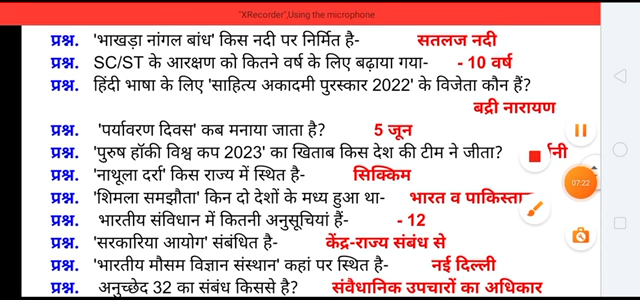 "XRecorder",Using the microphone
प्रश्न. 'भाखड़ा नांगल बांध' किस नदी पर निर्मित है- सतलज नदी
प्रश्न. SC/ST के आरक्षण को कितने वर्ष के लिए बढ़ाया गया- - 10 वर्ष
प्रश्न. हिंदी भाषा के लिए 'साहित्य अकादमी पुरस्कार 2022' के विजेता कौन हैं?
बद्री नारायण
प्रश्न. 'पर्यावरण दिवस' कब मनाया जाता है? 5 जून
प्रश्न. 'पुरुष हॉकी विश्व कप 2023' का खिताब किस देश की टीम ने जीता?
प्रश्न. 'नाथूला दर्रा' किस राज्य में स्थित है- सिक्किम
07:22
प्रश्न. 'शिमला समझौता' किन दो देशों के मध्य हुआ था- भारत व
प्रश्न. भारतीय संविधान में कितनी अनुसूचियां हैं- - 12
प्रश्न. 'सरकारिया आयोग' संबंधित है- केंद्र-राज्य संबंध से
प्रश्न. 'भारतीय मौसम विज्ञान संस्थान' कहां पर स्थित है- नई दिल्ली
प्रश्न. अनुच्छेद 32 का संबंध किससे है? संवैधानिक उपचारों का अधिकार